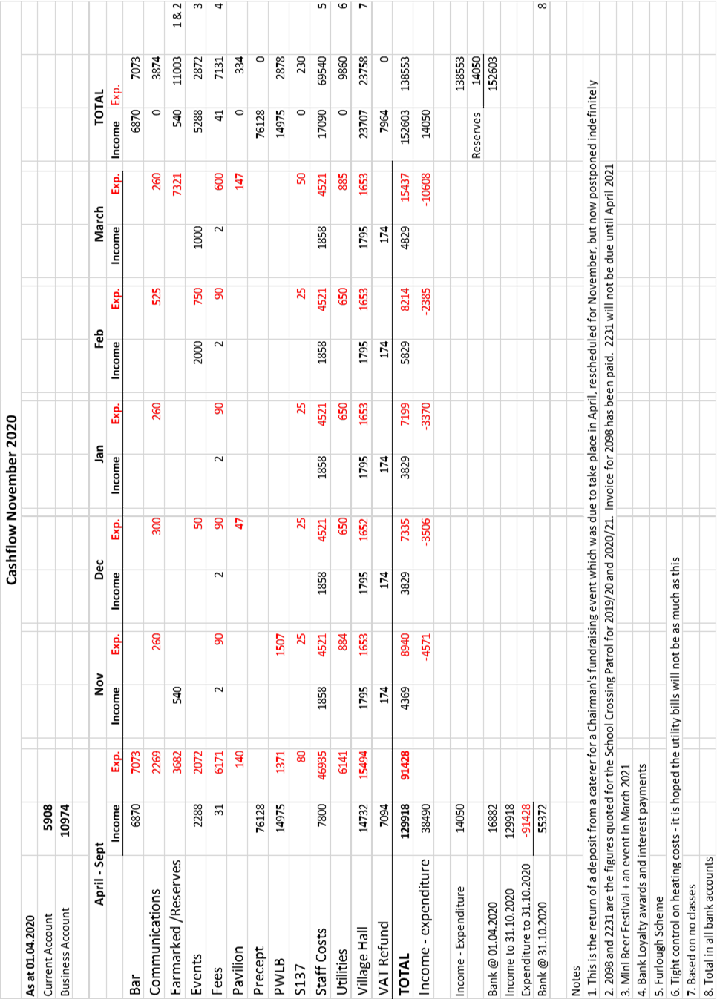 Cashflow November 2020
As at 01.04.2020
Current Account 5908
Business Account 10974
April - Sept Nov Dec Jan Feb March TOTAL
Income Exp. Income Exp. Income Exp. Income Exp. Income Exp. Income Exp. Income Exp.
Bar 6870 7073 6870 7073
Communications 2269 260 300 260 525 260 0 3874
Earmarked /Reserves 3682 540 7321 540 11003 1 & 2
Events 2288 2072 50 2000 750 1000 5288 2872 3
Fees 31 6171 2 90 2 90 2 90 2 90 2 600 41 7131 4
Pavilion 140 47 147 0 334
Precept 76128 76128 0
PWLB 14975 1371 1507 14975 2878
S137 80 25 25 25 25 50 0 230
Staff Costs 7800 46935 1858 4521 1858 4521 1858 4521 1858 4521 1858 4521 17090 69540 5
Utilities 6141 884 650 650 650 885 0 9860 6
Village Hall 14732 15494 1795 1653 1795 1652 1795 1653 1795 1653 1795 1653 23707 23758 7
VAT Refund 7094 174 174 174 174 174 7964 0
TOTAL 129918 91428 4369 8940 3829 7335 3829 7199 5829 8214 4829 15437 152603 138553
Income - expenditure 38490 -4571 -3506 -3370 -2385 -10608 14050
Income - Expenditure 14050 138553
Reserves 14050
Bank @ 01.04.2020 16882 152603
Income to 31.10.2020 129918
Expenditure to 31.10.2020 -91428
Bank @ 31.10.2020 55372 8
Notes
1. This is the return of a deposit from a caterer for a Chairman's fundraising event which was due to take place in April, rescheduled for November, but now postponed indefinitely
2. 2098 and 2231 are the figures quoted for the School Crossing Patrol for 2019/20 and 2020/21. Invoice for 2098 has been paid. 2231 will not be due until April 2021
3. Mini Beer Festival + an event in March 2021
4. Bank Loyalty awards and interest payments
5. Furlough Scheme
6. Tight control on heating costs - it is hoped the utility bills will not be as much as this
7. Based on no classes
8. Total in all bank accounts